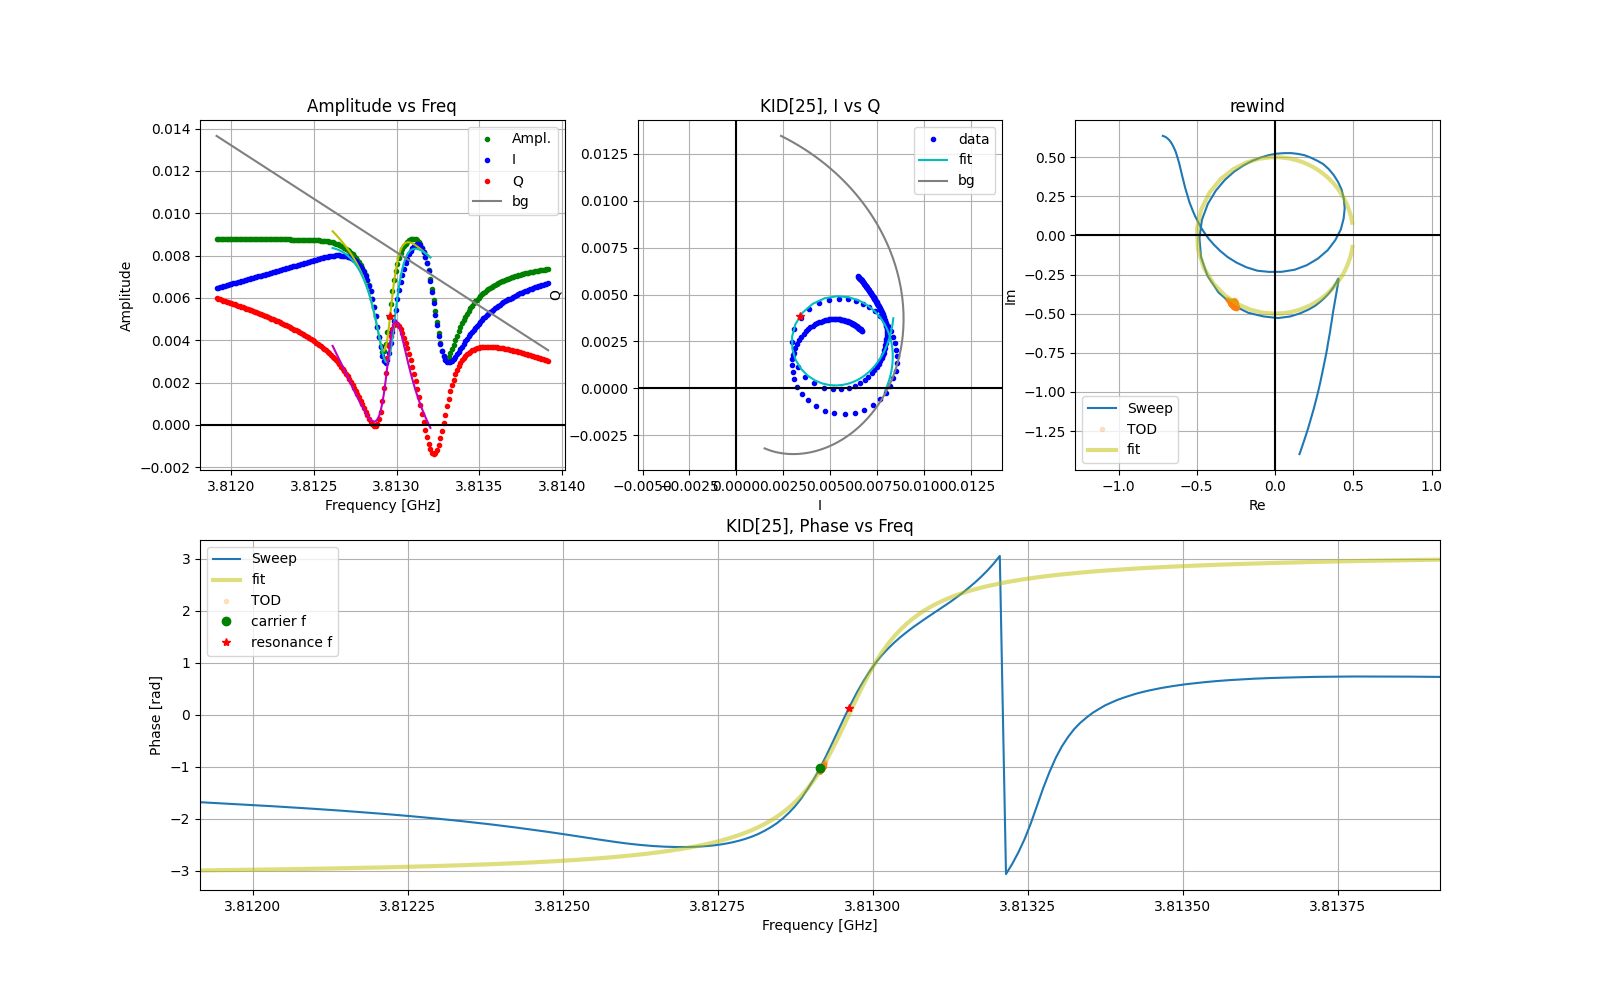 Amplitude vs Freq
0.014
0.012
0.010
0.008
0.006
0.004
0.002
0.000
−0.002
Amplitude
Ampl.
I
Q
bg
3.8120 3.8125 3.8130 3.8135 3.8140
Frequency [GHz]
KID[25], I vs Q
0.0125
0.0100
0.0075
0.0050
0.0025
0.0000
−0.0025
Q
data
fit
bg
−0.0050 −0.0025 0.0000 0.0025 0.0050 0.0075 0.0100 0.0125
I
rewind
0.50
0.25
0.00
−0.25
−0.50
−0.75
−1.00
−1.25
Im
Sweep
TOD
fit
−1.0 −0.5 0.0 0.5 1.0
Re
KID[25], Phase vs Freq
3
2
1
0
−1
−2
−3
Phase [rad]
Sweep
fit
TOD
carrier f
resonance f
3.81200 3.81225 3.81250 3.81275 3.81300 3.81325 3.81350 3.81375
Frequency [GHz]